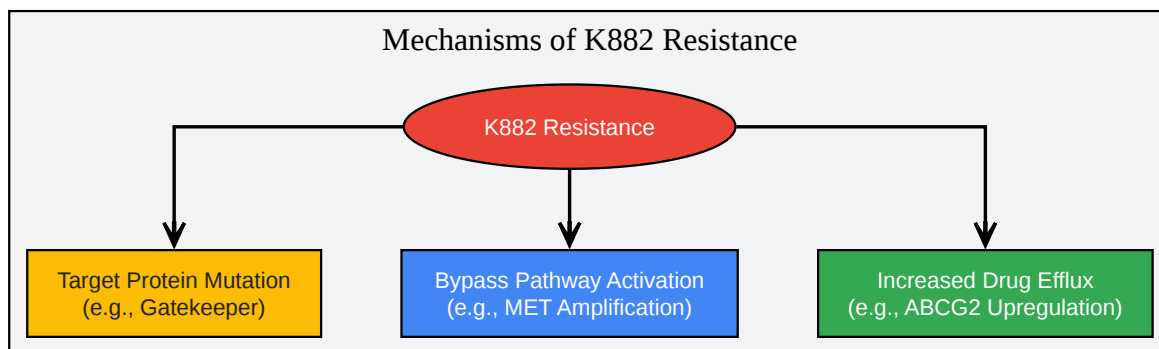 Mechanisms of K882 Resistance
K882 Resistance
Target Protein Mutation
(e.g., Gatekeeper)
Bypass Pathway Activation
(e.g., MET Amplification)
Increased Drug Efflux
(e.g., ABCG2 Upregulation)